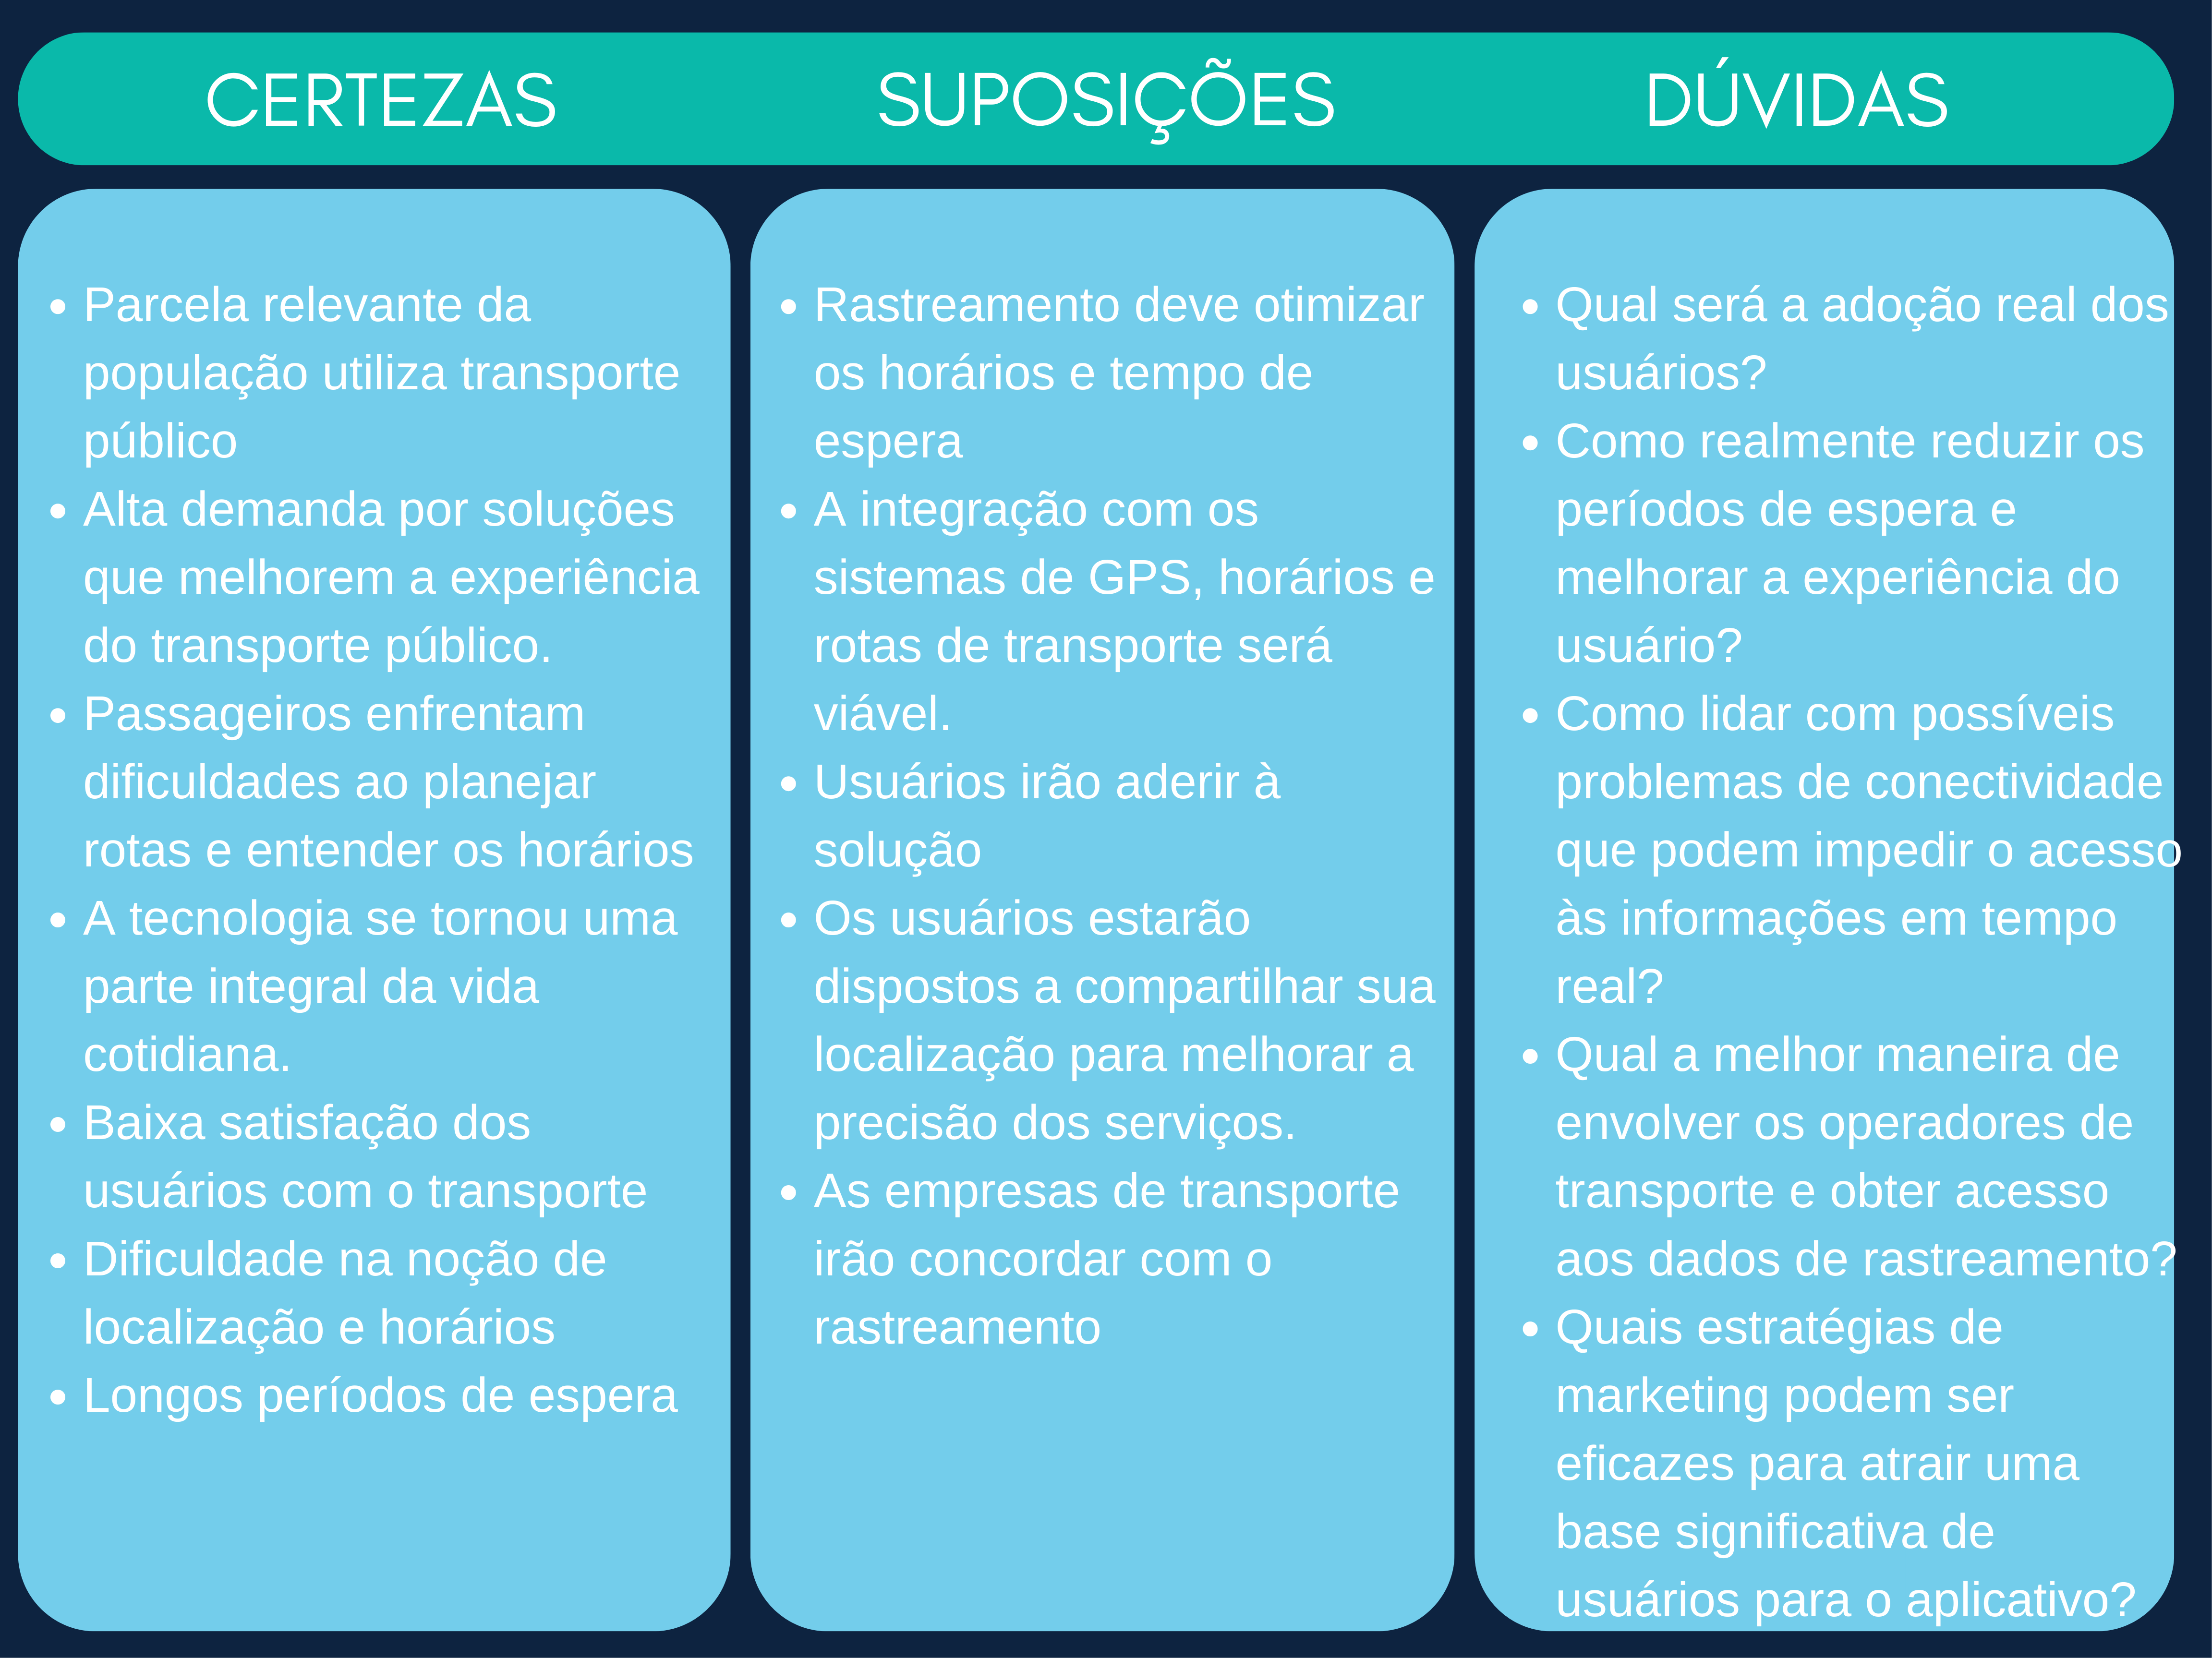 CERTEZAS
SUPOSIÇÕES
DÚVIDAS
• Parcela relevante da
população utiliza transporte
público
• Alta demanda por soluções
que melhorem a experiência
do transporte público.
• Passageiros enfrentam
dificuldades ao planejar
rotas e entender os horários
• A tecnologia se tornou uma
parte integral da vida
cotidiana.
• Baixa satisfação dos
usuários com o transporte
• Dificuldade na noção de
localização e horários
• Longos períodos de espera
• Rastreamento deve otimizar
os horários e tempo de
espera
• A integração com os
sistemas de GPS, horários e
rotas de transporte será
viável.
• Usuários irão aderir à
solução
• Os usuários estarão
dispostos a compartilhar sua
localização para melhorar a
precisão dos serviços.
• As empresas de transporte
irão concordar com o
rastreamento
• Qual será a adoção real dos
usuários?
• Como realmente reduzir os
períodos de espera e
melhorar a experiência do
usuário?
• Como lidar com possíveis
problemas de conectividade
que podem impedir o acesso
às informações em tempo
real?
• Qual a melhor maneira de
envolver os operadores de
transporte e obter acesso
aos dados de rastreamento?
• Quais estratégias de
marketing podem ser
eficazes para atrair uma
base significativa de
usuários para o aplicativo?